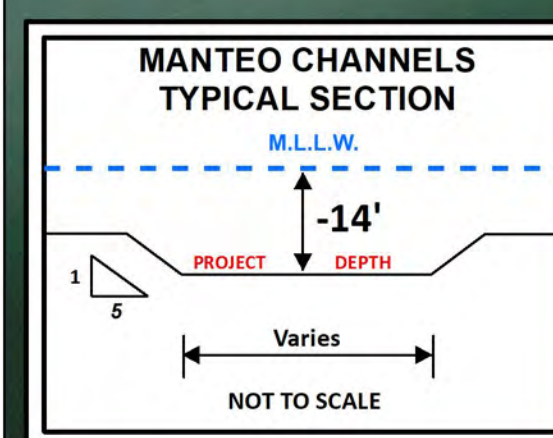 MANTEO CHANNELS
TYPICAL SECTION
M.L.L.W.
-14'
PROJECT DEPTH
1
5
Varies
NOT TO SCALE